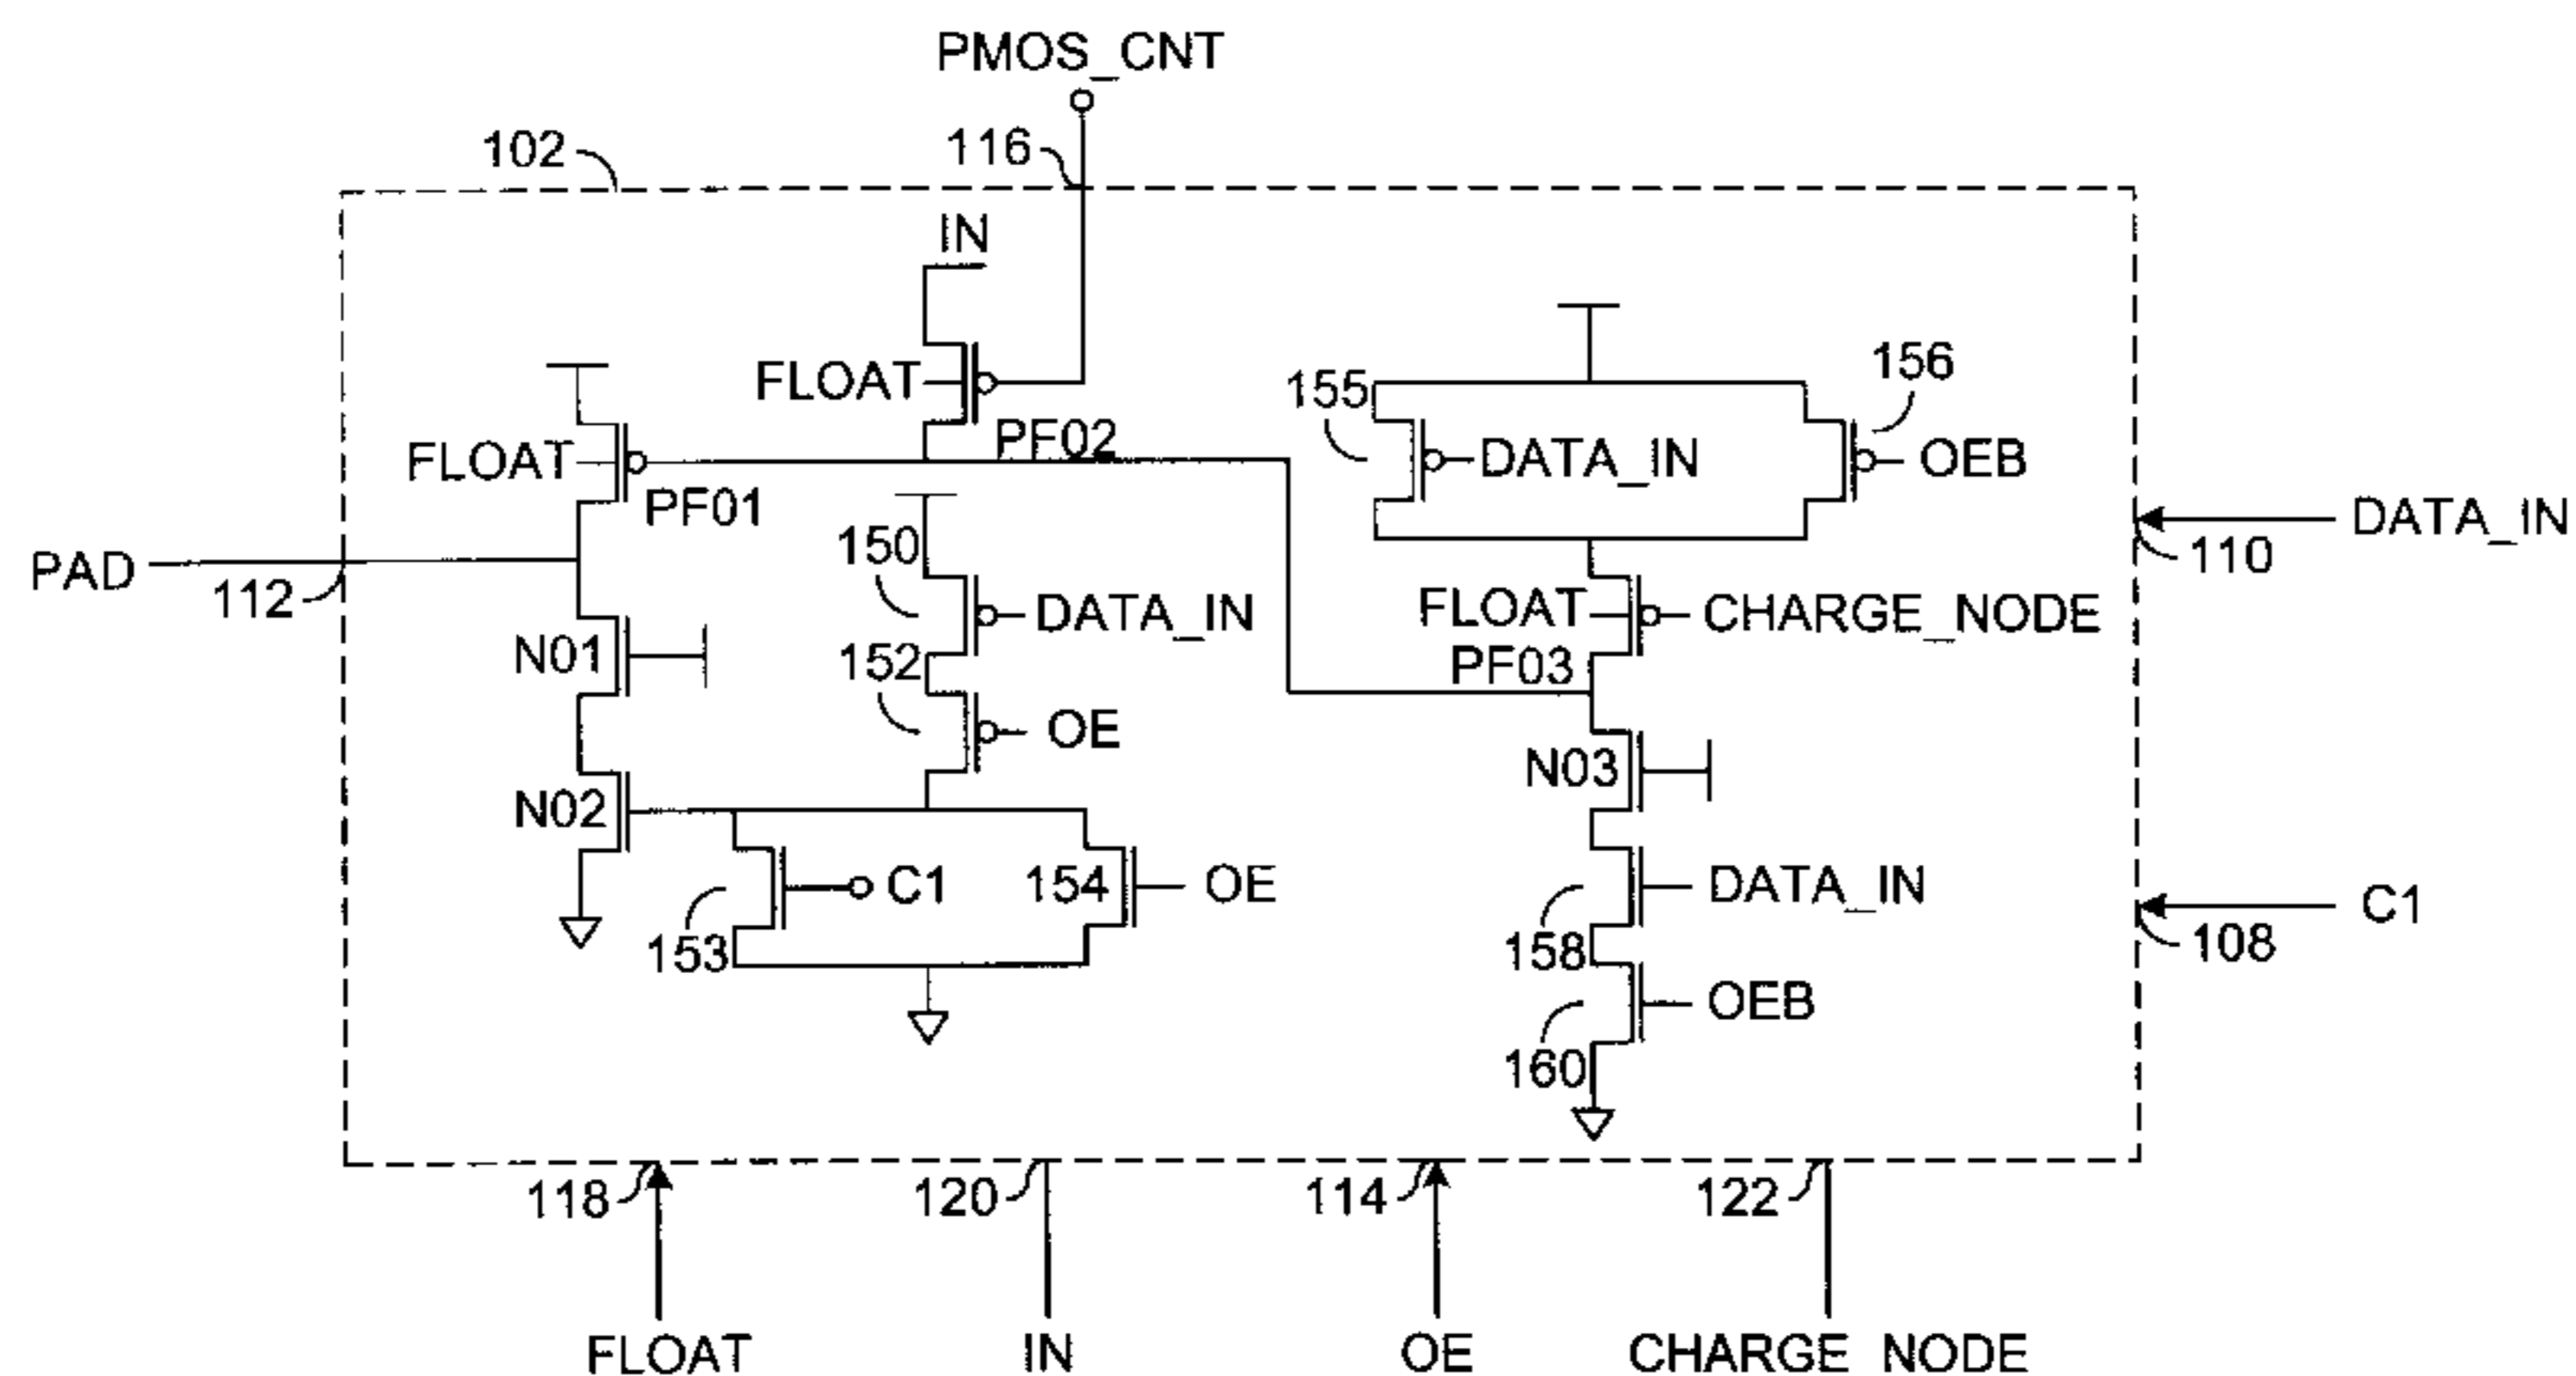 PMOS_CNT
102
116
IN
FLOAT
PF02
FLOAT
PF01
155
DATA_IN
156
OEB
PAD
112
150
DATA_IN
152
OE
FLOAT
CHARGE_NODE
PF03
DATA_IN
110
N01
N02
N03
C1
153
154
OE
DATA_IN
158
OEB
160
C1
108
118
120
114
122
FLOAT
IN
OE
CHARGE_NODE